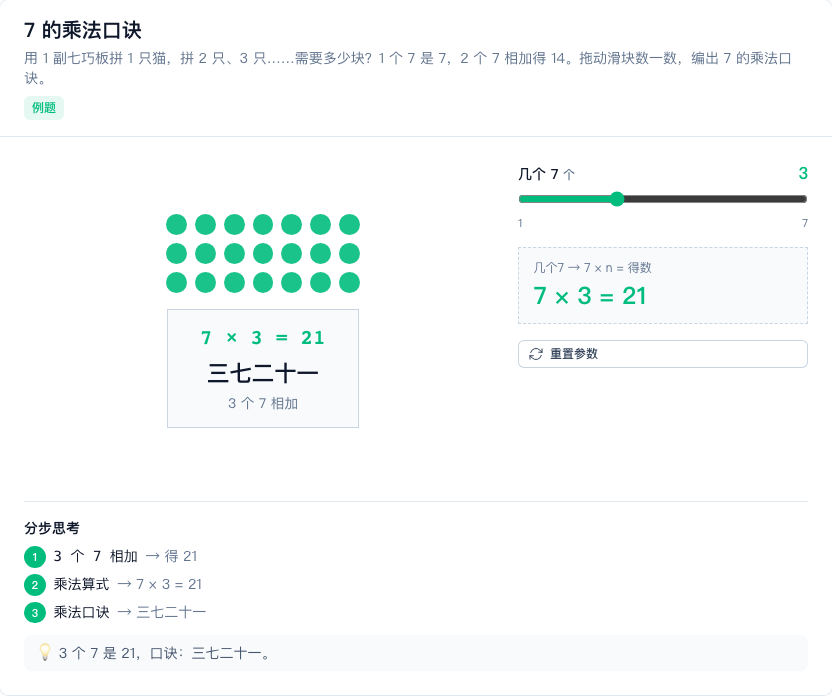 7 的乘法口诀
用 1 副七巧板拼 1 只猫，拼 2 只、3 只……需要多少块？1 个 7 是 7，2 个 7 相加得 14。拖动滑块数一数，编出 7 的乘法口
诀。
例题
几个 7 个
3
1
7
几个7 → 7 × n = 得数
7 × 3 = 21
重置参数
7 × 3 = 21
三七二十一
3 个 7 相加
分步思考
1 3 个 7 相加 → 得 21
2 乘法算式 → 7 × 3 = 21
3 乘法口诀 → 三七二十一
3 个 7 是 21，口诀：三七二十一。